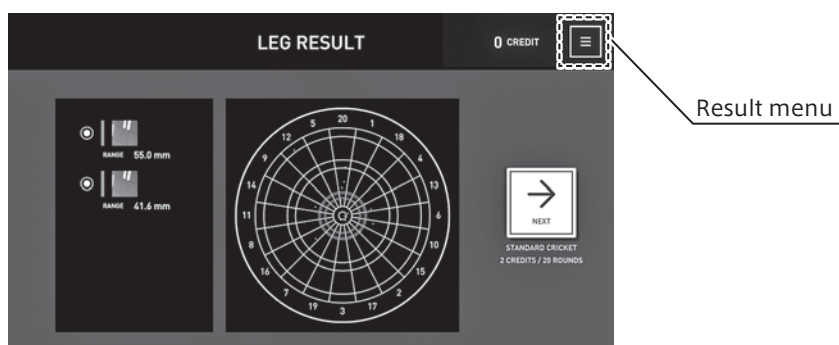 LEG RESULT
0 CREDIT
Result menu
RANGE 55.0 mm
RANGE 41.6 mm
20
1
18
4
13
6
10
15
2
17
3
19
7
16
8
11
14
9
12
5
NEXT
STANDARD CRICKET
2 CREDITS / 20 ROUNDS